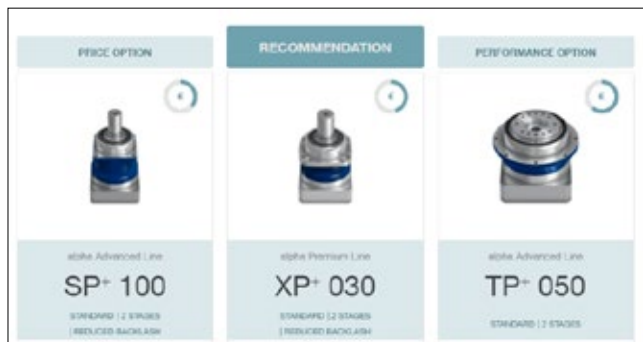 PRICE OPTION
RECOMMENDATION
PERFORMANCE OPTION
€
€
€
alpha Advanced Line
SP+ 100
STANDARD | 2 STAGES
| REDUCED BACKLASH
alpha Premium Line
XP+ 030
STANDARD | 2 STAGES
| REDUCED BACKLASH
alpha Advanced Line
TP+ 050
STANDARD | 2 STAGES